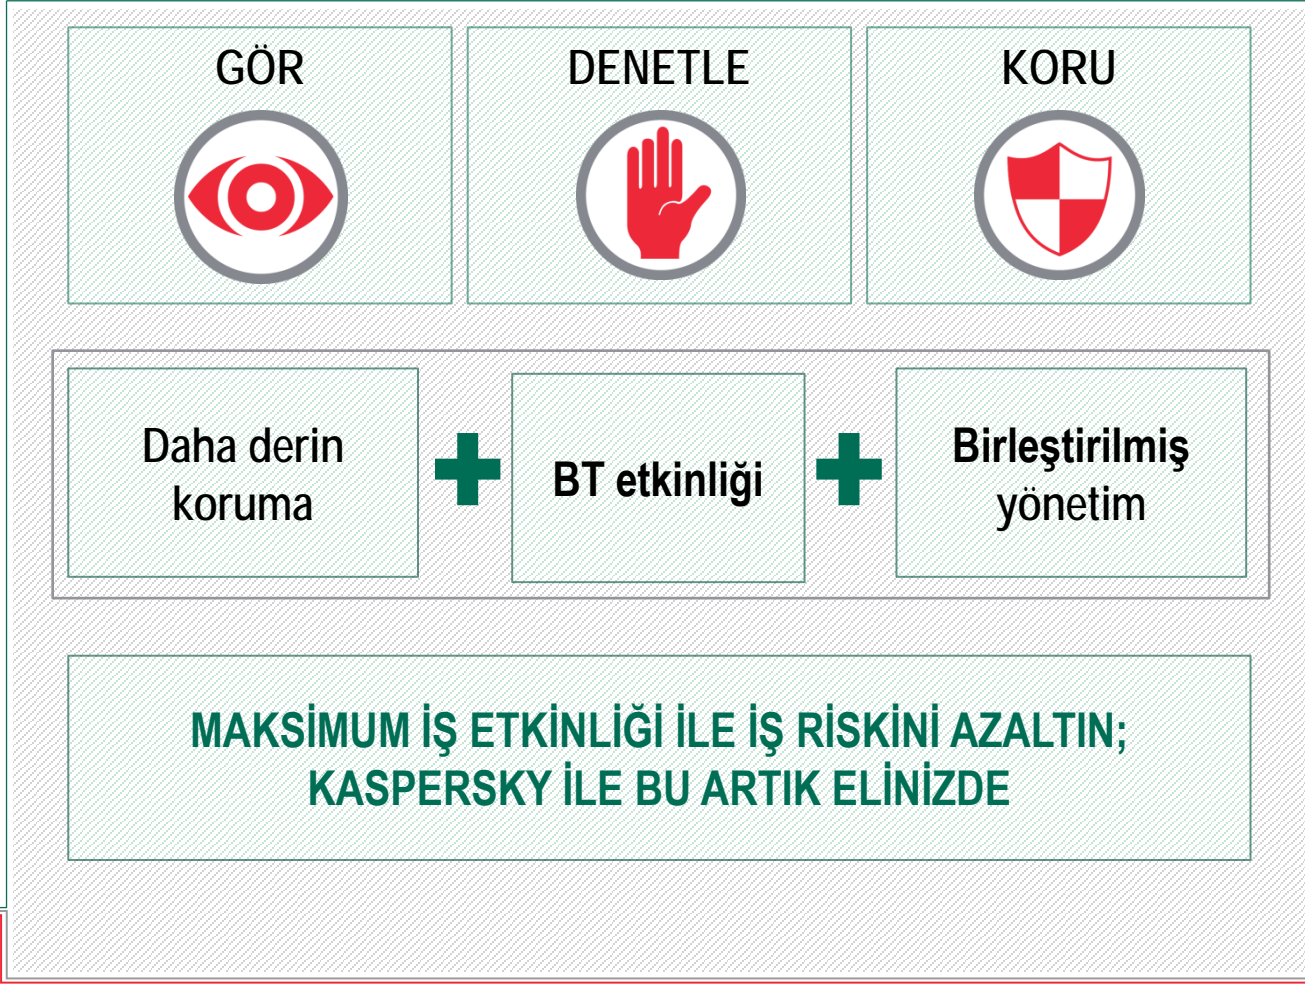 GÖR
DENETLE
KORU
Daha derin
koruma
BT etkinliği
Birleştirilmiş
yönetim
MAKSİMUM İŞ ETKİNLİĞİ İLE İŞ RİSKİNİ AZALTIN;
KASPERSKY İLE BU ARTIK ELİNİZDE